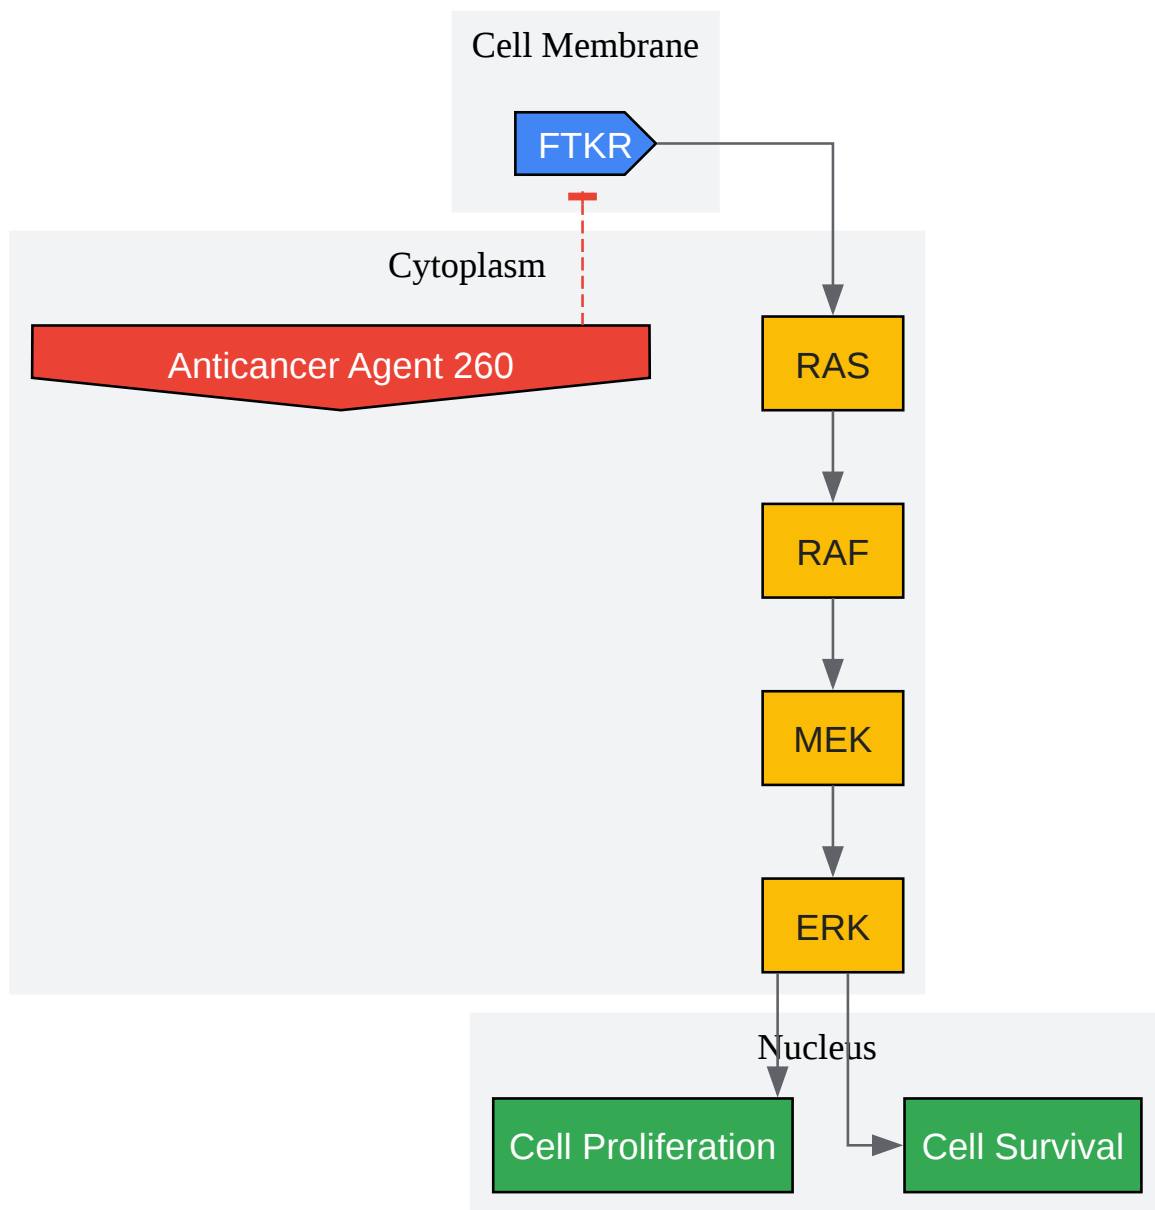 Cell Membrane
FTKR
Cytoplasm
Anticancer Agent 260
RAS
RAF
MEK
ERK
Nucleus
Cell Proliferation
Cell Survival